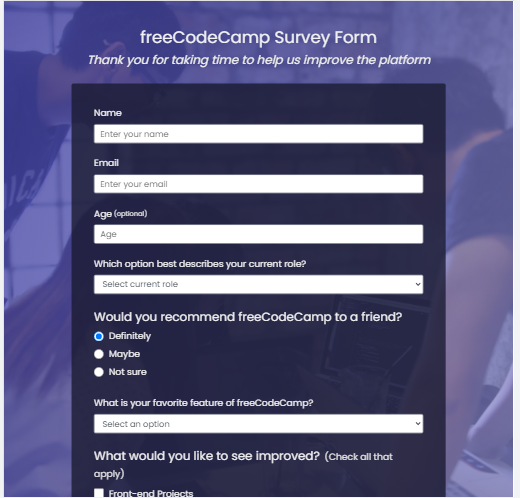 freeCodeCamp Survey Form
Thank you for taking time to help us improve the platform
Name
Enter your name
Email
Enter your email
Age (optional)
Age
Which option best describes your current role?
Select current role
Would you recommend freeCodeCamp to a friend?
Definitely
Maybe
Not sure
What is your favorite feature of freeCodeCamp?
Select an option
What would you like to see improved? (Check all that
apply)
Front-end Projects